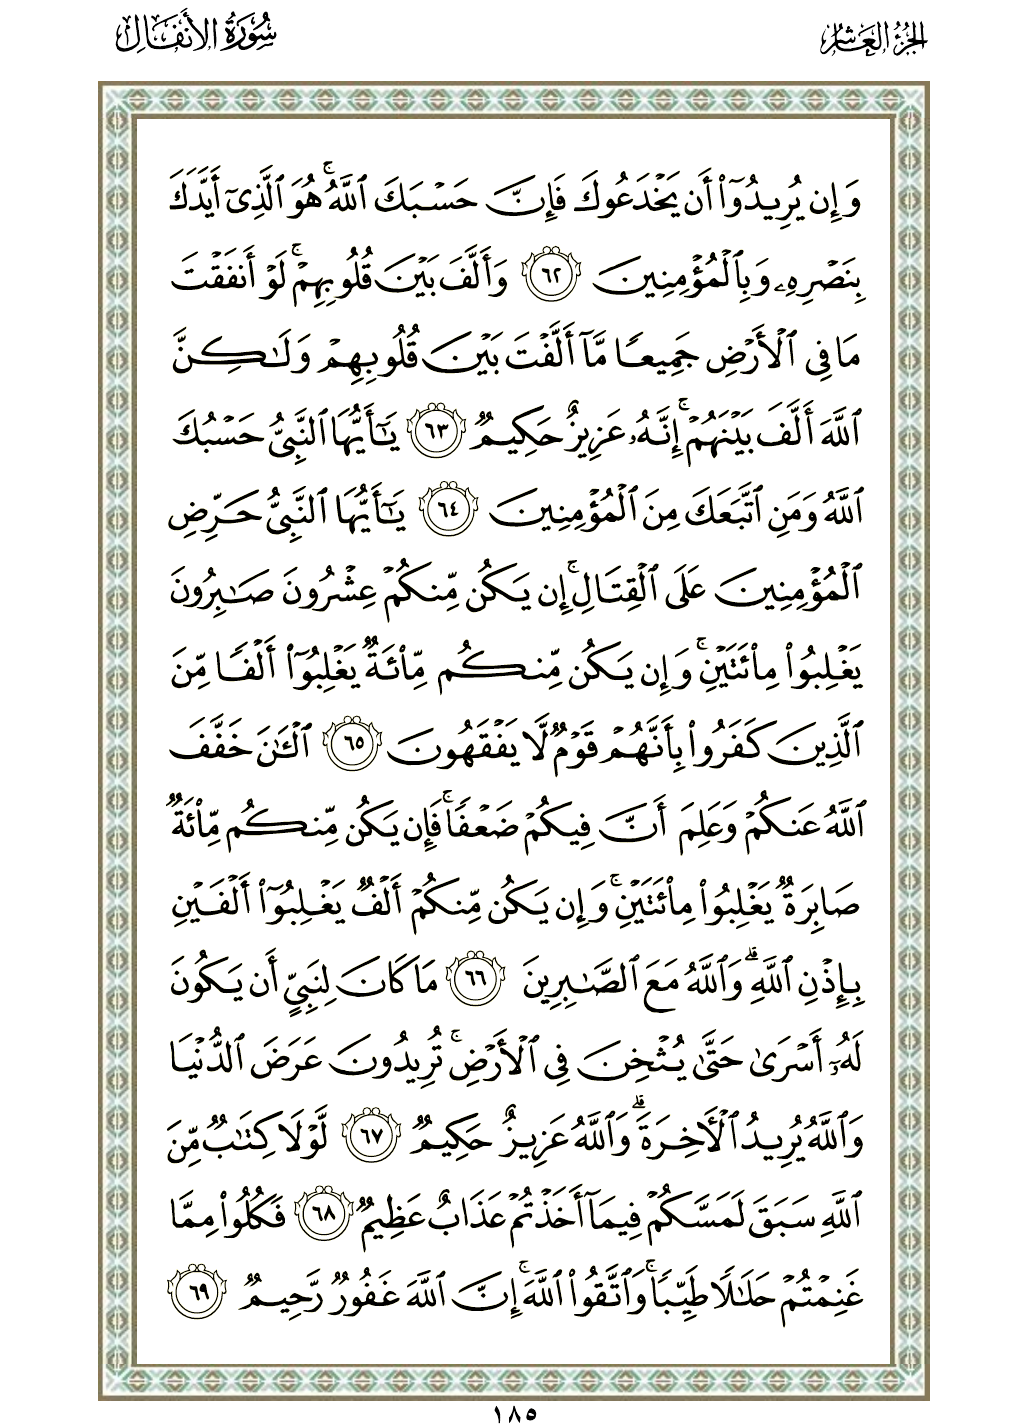 الجزء العاشر
سورة الأنفال
وَإِن يُرِيدُوٓا۟ أَن يَخْدَعُوكَ فَإِنَّ حَسْبَكَ ٱللَّهُ ۚ هُوَ ٱلَّذِىٓ أَيَّدَكَ
بِنَصْرِهِۦ وَبِٱلْمُؤْمِنِينَ ٦٢ وَأَلَّفَ بَيْنَ قُلُوبِهِمْ ۚ لَوْ أَنفَقْتَ
مَا فِى ٱلْأَرْضِ جَمِيعًا مَّآ أَلَّفْتَ بَيْنَ قُلُوبِهِمْ وَلَـٰكِنَّ
ٱللَّهَ أَلَّفَ بَيْنَهُمْ ۚ إِنَّهُۥ عَزِيزٌ حَكِيمٌ ٦٣ يَـٰٓأَيُّهَا ٱلنَّبِىُّ حَسْبُكَ
ٱللَّهُ وَمَنِ ٱتَّبَعَكَ مِنَ ٱلْمُؤْمِنِينَ ٦٤ يَـٰٓأَيُّهَا ٱلنَّبِىُّ حَرِّضِ
ٱلْمُؤْمِنِينَ عَلَى ٱلْقِتَالِ ۚ إِن يَكُن مِّنكُمْ عِشْرُونَ صَـٰبِرُونَ
يَغْلِبُوا۟ مِا۟ئَتَيْنِ ۚ وَإِن يَكُن مِّنكُم مِّا۟ئَةٌ يَغْلِبُوٓا۟ أَلْفًا مِّنَ
ٱلَّذِينَ كَفَرُوا۟ بِأَنَّهُمْ قَوْمٌ لَّا يَفْقَهُونَ ٦٥ ٱلْـَٔـٰنَ خَفَّفَ
ٱللَّهُ عَنكُمْ وَعَلِمَ أَنَّ فِيكُمْ ضَعْفًا ۚ فَإِن يَكُن مِّنكُم مِّا۟ئَةٌ
صَابِرَةٌ يَغْلِبُوا۟ مِا۟ئَتَيْنِ ۚ وَإِن يَكُن مِّنكُمْ أَلْفٌ يَغْلِبُوٓا۟ أَلْفَيْنِ
بِإِذْنِ ٱللَّهِ ۗ وَٱللَّهُ مَعَ ٱلصَّـٰبِرِينَ ٦٦ مَا كَانَ لِنَبِىٍّ أَن يَكُونَ
لَهُۥٓ أَسْرَىٰ حَتَّىٰ يُثْخِنَ فِى ٱلْأَرْضِ ۚ تُرِيدُونَ عَرَضَ ٱلدُّنْيَا
وَٱللَّهُ يُرِيدُ ٱلْـَٔاخِرَةَ ۗ وَٱللَّهُ عَزِيزٌ حَكِيمٌ ٦٧ لَّوْلَا كِتَـٰبٌ مِّنَ
ٱللَّهِ سَبَقَ لَمَسَّكُمْ فِيمَآ أَخَذْتُمْ عَذَابٌ عَظِيمٌ ٦٨ فَكُلُوا۟ مِمَّا
غَنِمْتُمْ حَلَـٰلًا طَيِّبًا ۚ وَٱتَّقُوا۟ ٱللَّهَ ۚ إِنَّ ٱللَّهَ غَفُورٌ رَّحِيمٌ ٦٩
١٨٥